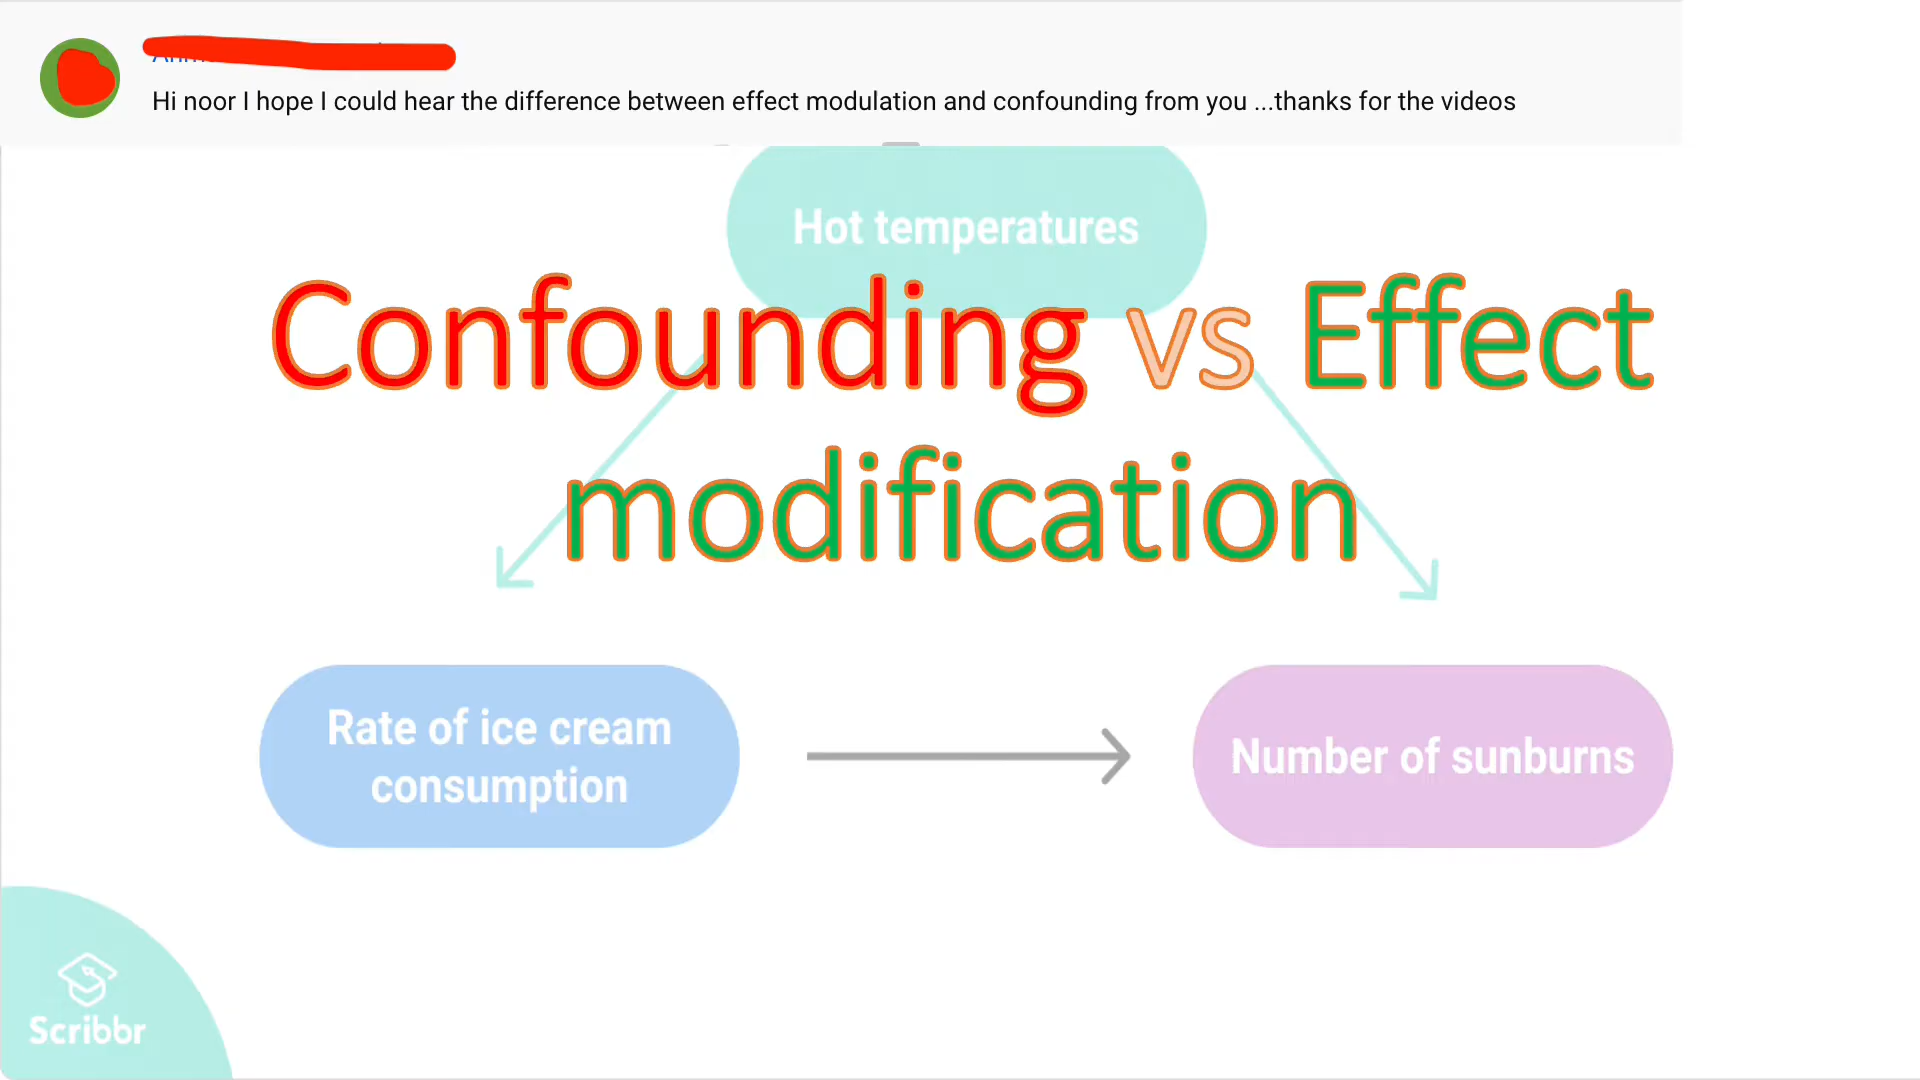 Hi noor I hope I could hear the difference between effect modulation and confounding from you ...thanks for the videos
Hot temperatures
Confounding vs Effect
modification
Rate of ice cream
consumption
Number of sunburns
Scribbr